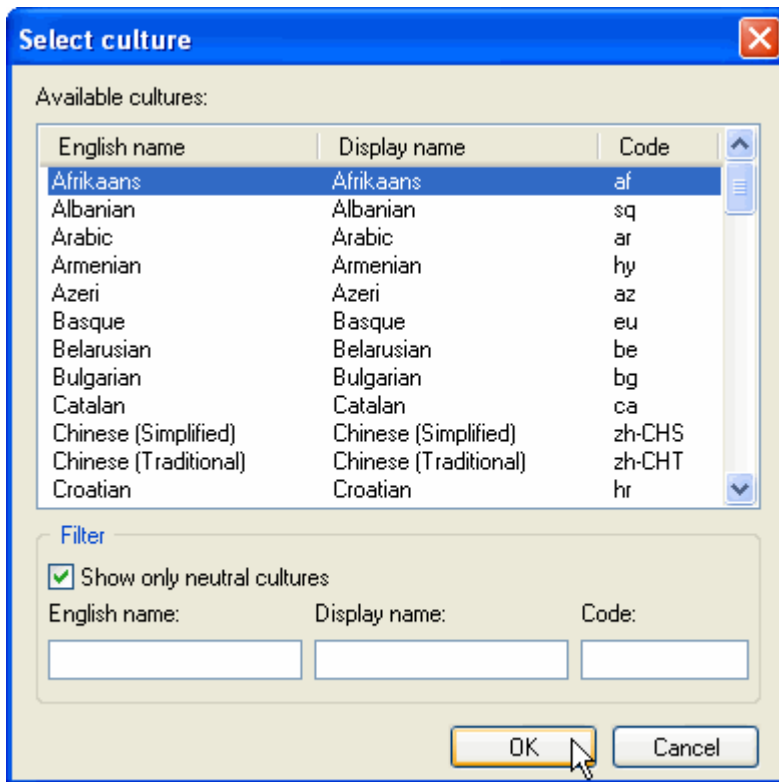 Select culture
Available cultures:
English name Display name Code
Afrikaans Afrikaans af
Albanian Albanian sq
Arabic Arabic ar
Armenian Armenian hy
Azeri Azeri az
Basque Basque eu
Belarusian Belarusian be
Bulgarian Bulgarian bg
Catalan Catalan ca
Chinese (Simplified) Chinese (Simplified) zh-CHS
Chinese (Traditional) Chinese (Traditional) zh-CHT
Croatian Croatian hr
Filter
Show only neutral cultures
English name: Display name: Code:
OK Cancel